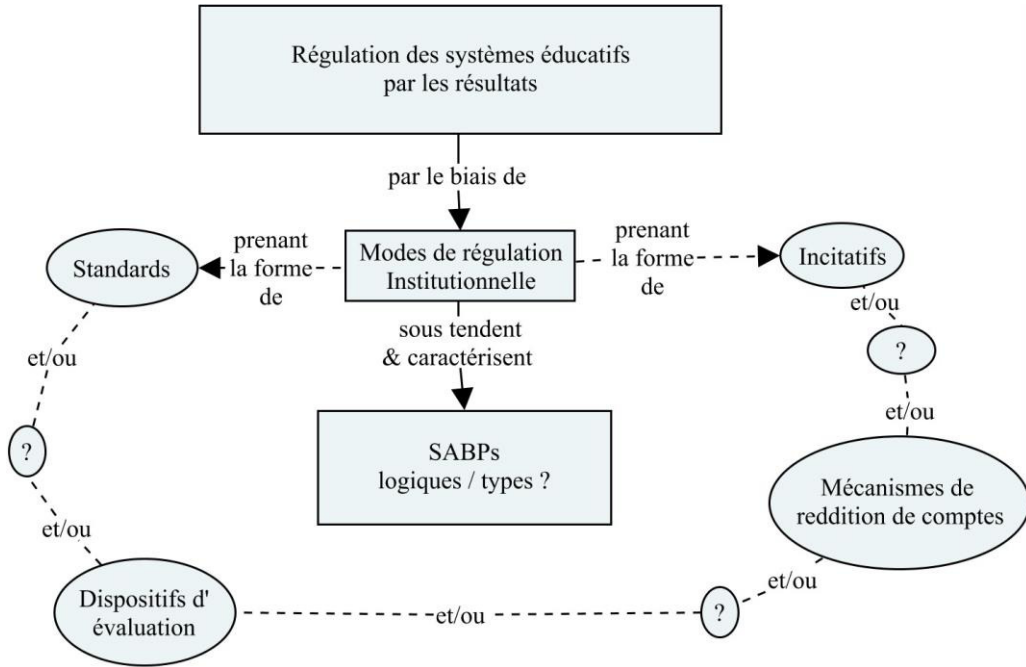 Régulation des systèmes éducatifs
par les résultats
par le biais de
prenant
la forme
de
Standards
Modes de régulation
Institutionnelle
prenant
la forme
de
Incitatifs
et/ou
?
et/ou
Mécanismes de
reddition de comptes
et/ou
?
et/ou
Dispositifs d'
évaluation
et/ou
?
et/ou
sous tendent
& caractérisent
SABPs
logiques / types ?